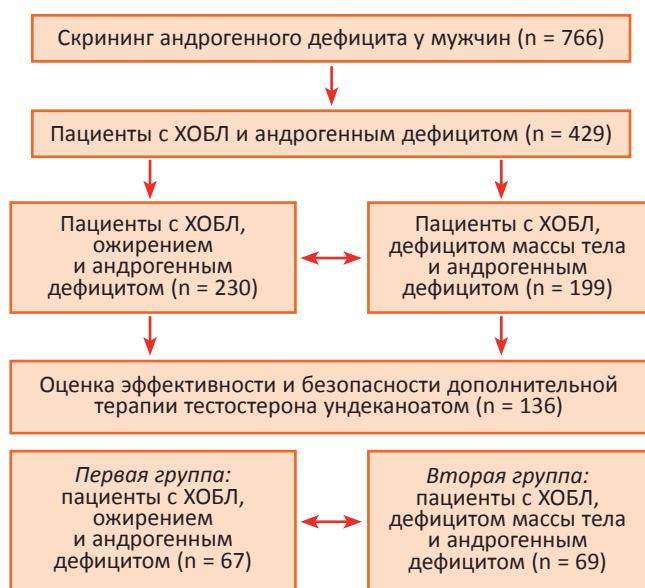 Скрининг андрогенного дефицита у мужчин (n = 766)
Пациенты с ХОБЛ и андрогенным дефицитом (n = 429)
Пациенты с ХОБЛ,
ожирением
и андрогенным
дефицитом (n = 230)
Пациенты с ХОБЛ,
дефицитом массы тела
и андрогенным
дефицитом (n = 199)
Оценка эффективности и безопасности дополнительной
терапии тестостерона ундеканоатом (n = 136)
Первая группа:
пациенты с ХОБЛ,
ожирением
и андрогенным
дефицитом (n = 67)
Вторая группа:
пациенты с ХОБЛ,
дефицитом массы тела
и андрогенным
дефицитом (n = 69)